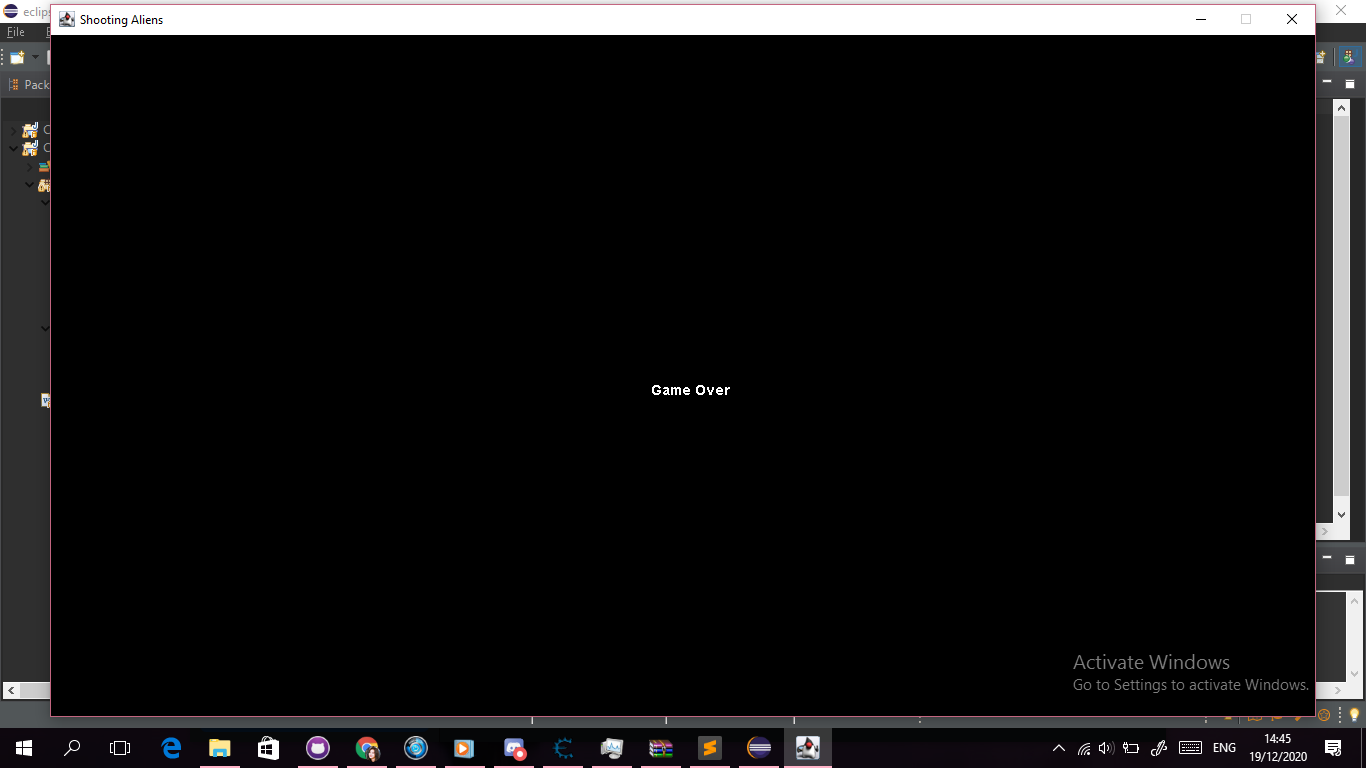 eclips
Shooting Aliens
File
Pack
Game Over
Activate Windows
Go to Settings to activate Windows.
ENG
14:45
19/12/2020